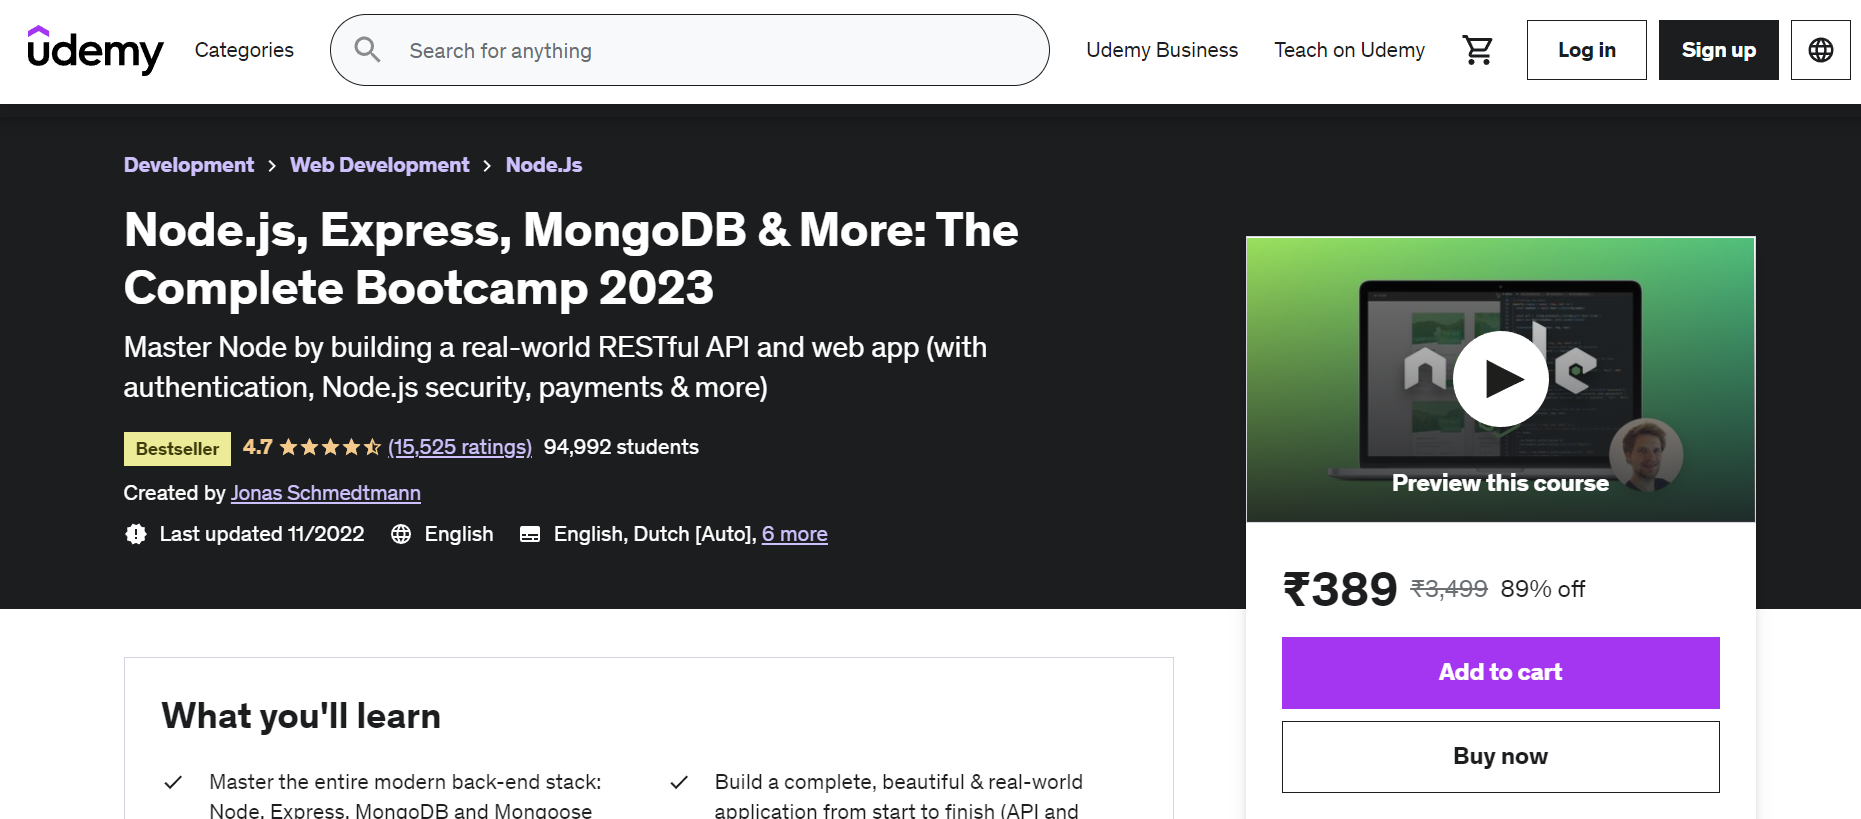 udemy
Categories
Search for anything
Udemy Business
Teach on Udemy
Log in
Sign up
Development > Web Development > Node.Js
Node.js, Express, MongoDB & More: The
Complete Bootcamp 2023
Master Node by building a real-world RESTful API and web app (with
authentication, Node.js security, payments & more)
Bestseller 4.7 (15,525 ratings) 94,992 students
Created by Jonas Schmedtmann
Last updated 11/2022 English English, Dutch [Auto], 6 more
Preview this course
₹389 ₹3,499 89% off
Add to cart
Buy now
What you'll learn
Master the entire modern back-end stack:
Node, Express, MongoDB and Mongoose
Build a complete, beautiful & real-world
application from start to finish (API and